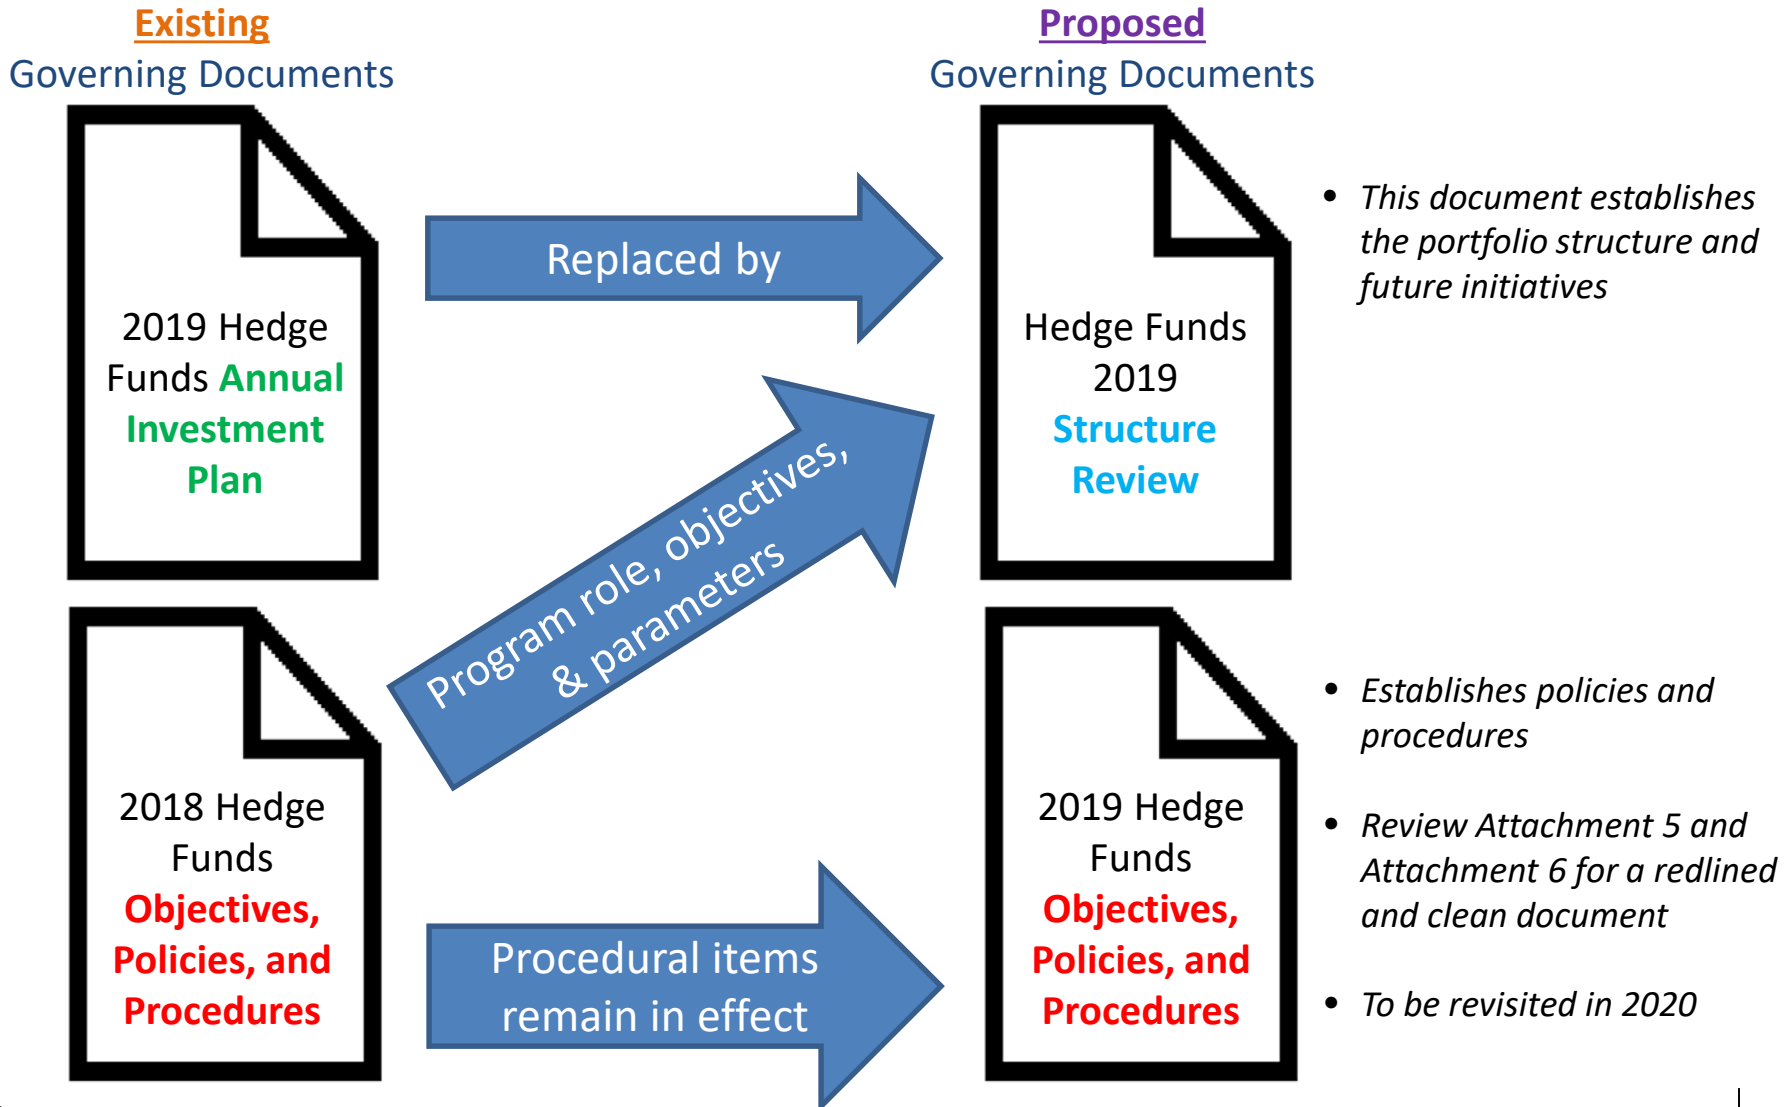 Existing
Governing Documents
Proposed
Governing Documents
2019 Hedge
Funds Annual
Investment
Plan
Replaced by
Hedge Funds
2019
Structure
Review
• This document establishes
the portfolio structure and
future initiatives
Program role, objectives,
& parameters
2018 Hedge
Funds
Objectives,
Policies, and
Procedures
Procedural items
remain in effect
2019 Hedge
Funds
Objectives,
Policies, and
Procedures
• Establishes policies and
procedures
• Review Attachment 5 and
Attachment 6 for a redlined
and clean document
• To be revisited in 2020